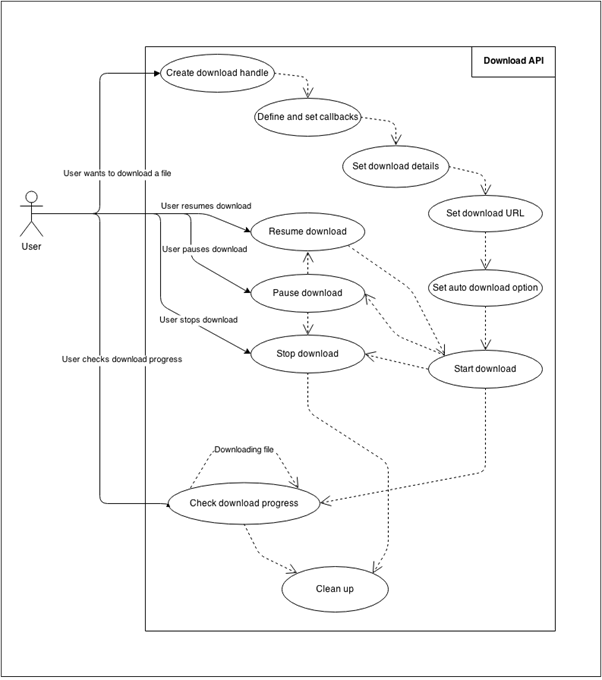 Download API
Create download handle
Define and set callbacks
Set download details
User wants to download a file
User resumes download
Set download URL
User
Resume download
User pauses download
Set auto download option
Pause download
User stops download
Stop download
User checks download progress
Start download
Downloading file
Check download progress
Clean up